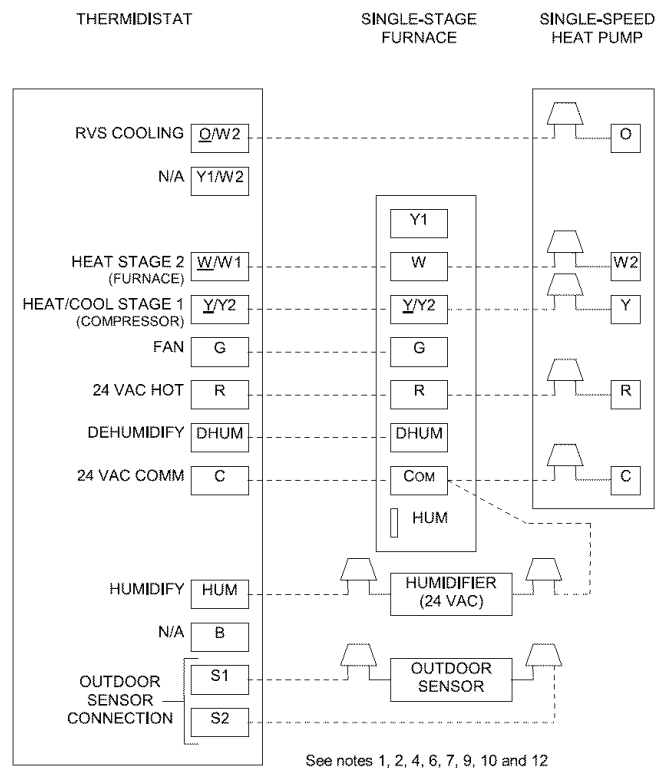 THERMIDISTAT
SINGLE-STAGE
FURNACE
SINGLE-SPEED
HEAT PUMP
RVS COOLING
O/W2
O
N/A
Y1/W2
Y1
HEAT STAGE 2
(FURNACE)
W/W1
W
W2
HEAT/COOL STAGE 1
(COMPRESSOR)
Y/Y2
Y/Y2
Y
FAN
G
G
24 VAC HOT
R
R
R
DEHUMIDIFY
DHUM
DHUM
24 VAC COMM
C
COM
C
HUM
HUMIDIFY
HUM
HUMIDIFIER
(24 VAC)
N/A
B
OUTDOOR
SENSOR
CONNECTION
S1
S2
OUTDOOR
SENSOR
See notes 1, 2, 4, 6, 7, 9, 10 and 12